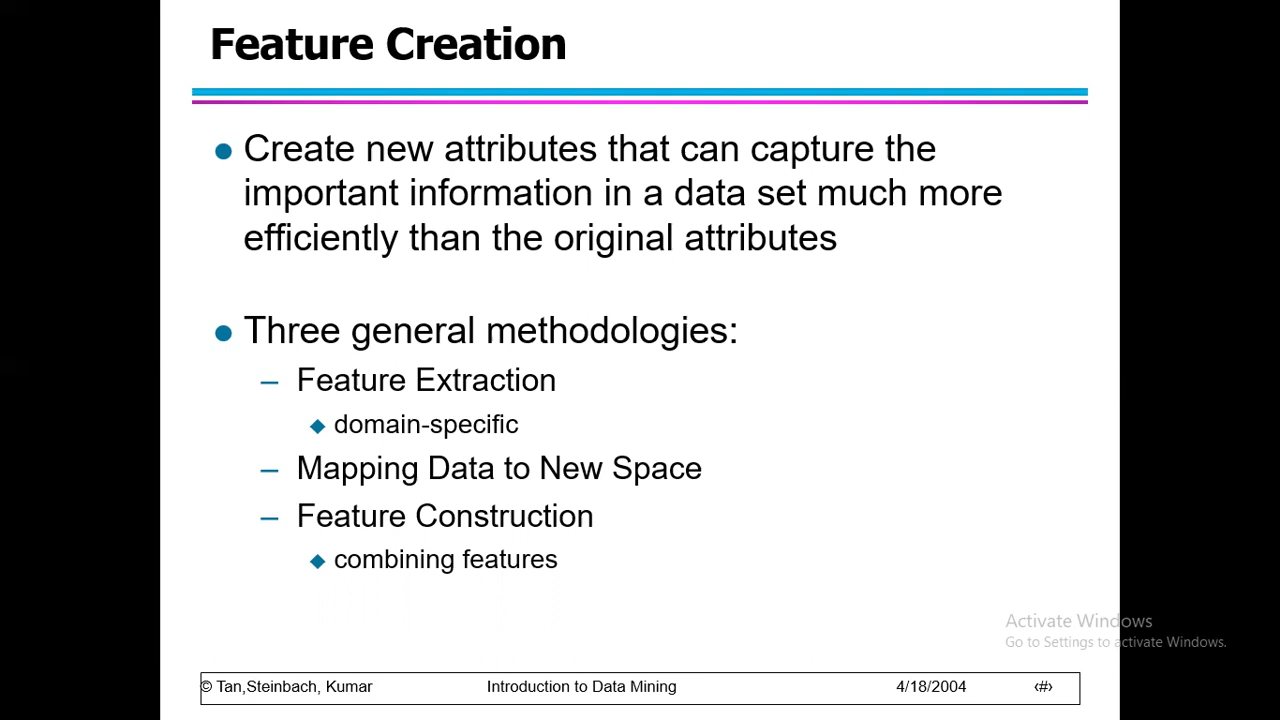 Feature Creation
Create new attributes that can capture the
important information in a data set much more
efficiently than the original attributes
Three general methodologies:
– Feature Extraction
domain-specific
– Mapping Data to New Space
– Feature Construction
combining features
Activate Windows
Go to Settings to activate Windows.
© Tan,Steinbach, Kumar Introduction to Data Mining 4/18/2004 ‹#›